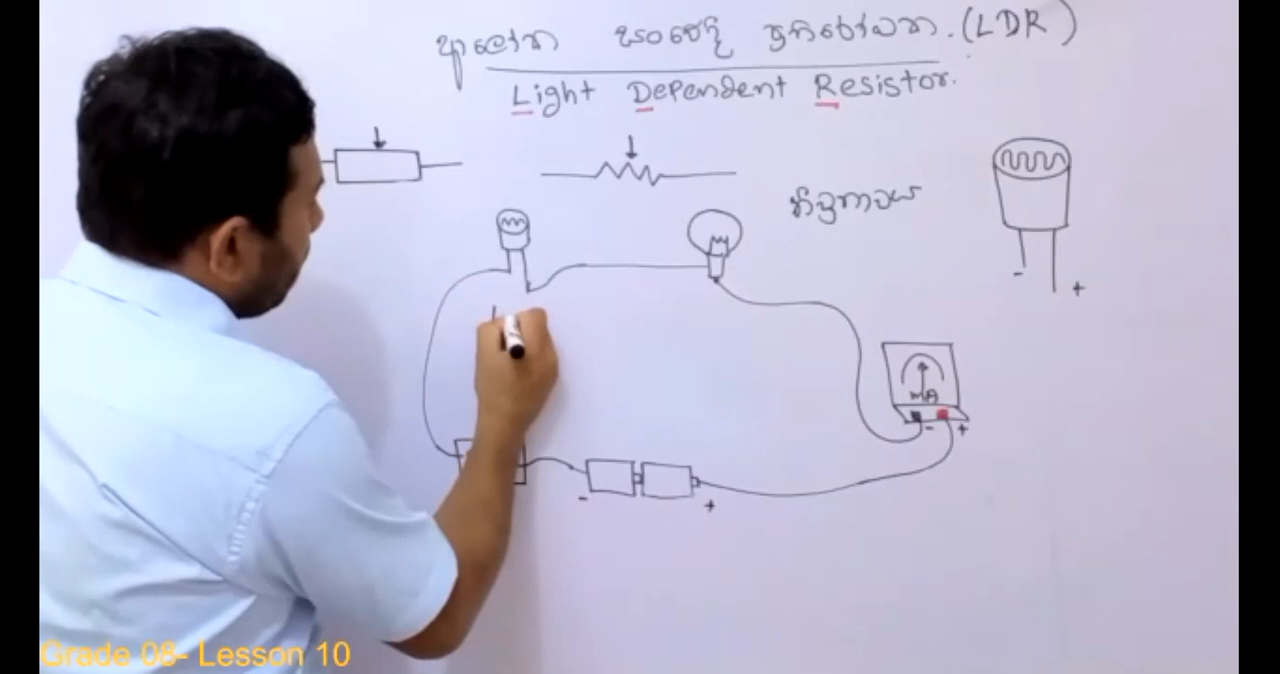 ආලෝක සංවේදී ප්‍රතිරෝධක. (LDR)
Light Dependent Resistor.
- +
mA
- +
- +
Grade 08- Lesson 10